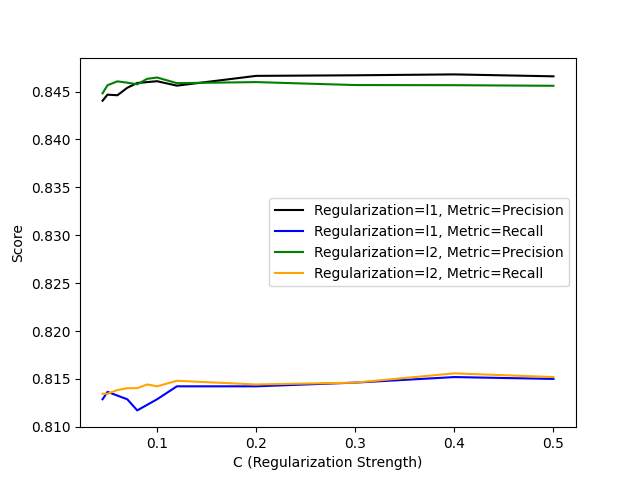 0.845
0.840
0.835
0.830
0.825
0.820
0.815
0.810
Score
Regularization=l1, Metric=Precision
Regularization=l1, Metric=Recall
Regularization=l2, Metric=Precision
Regularization=l2, Metric=Recall
0.1 0.2 0.3 0.4 0.5
C (Regularization Strength)